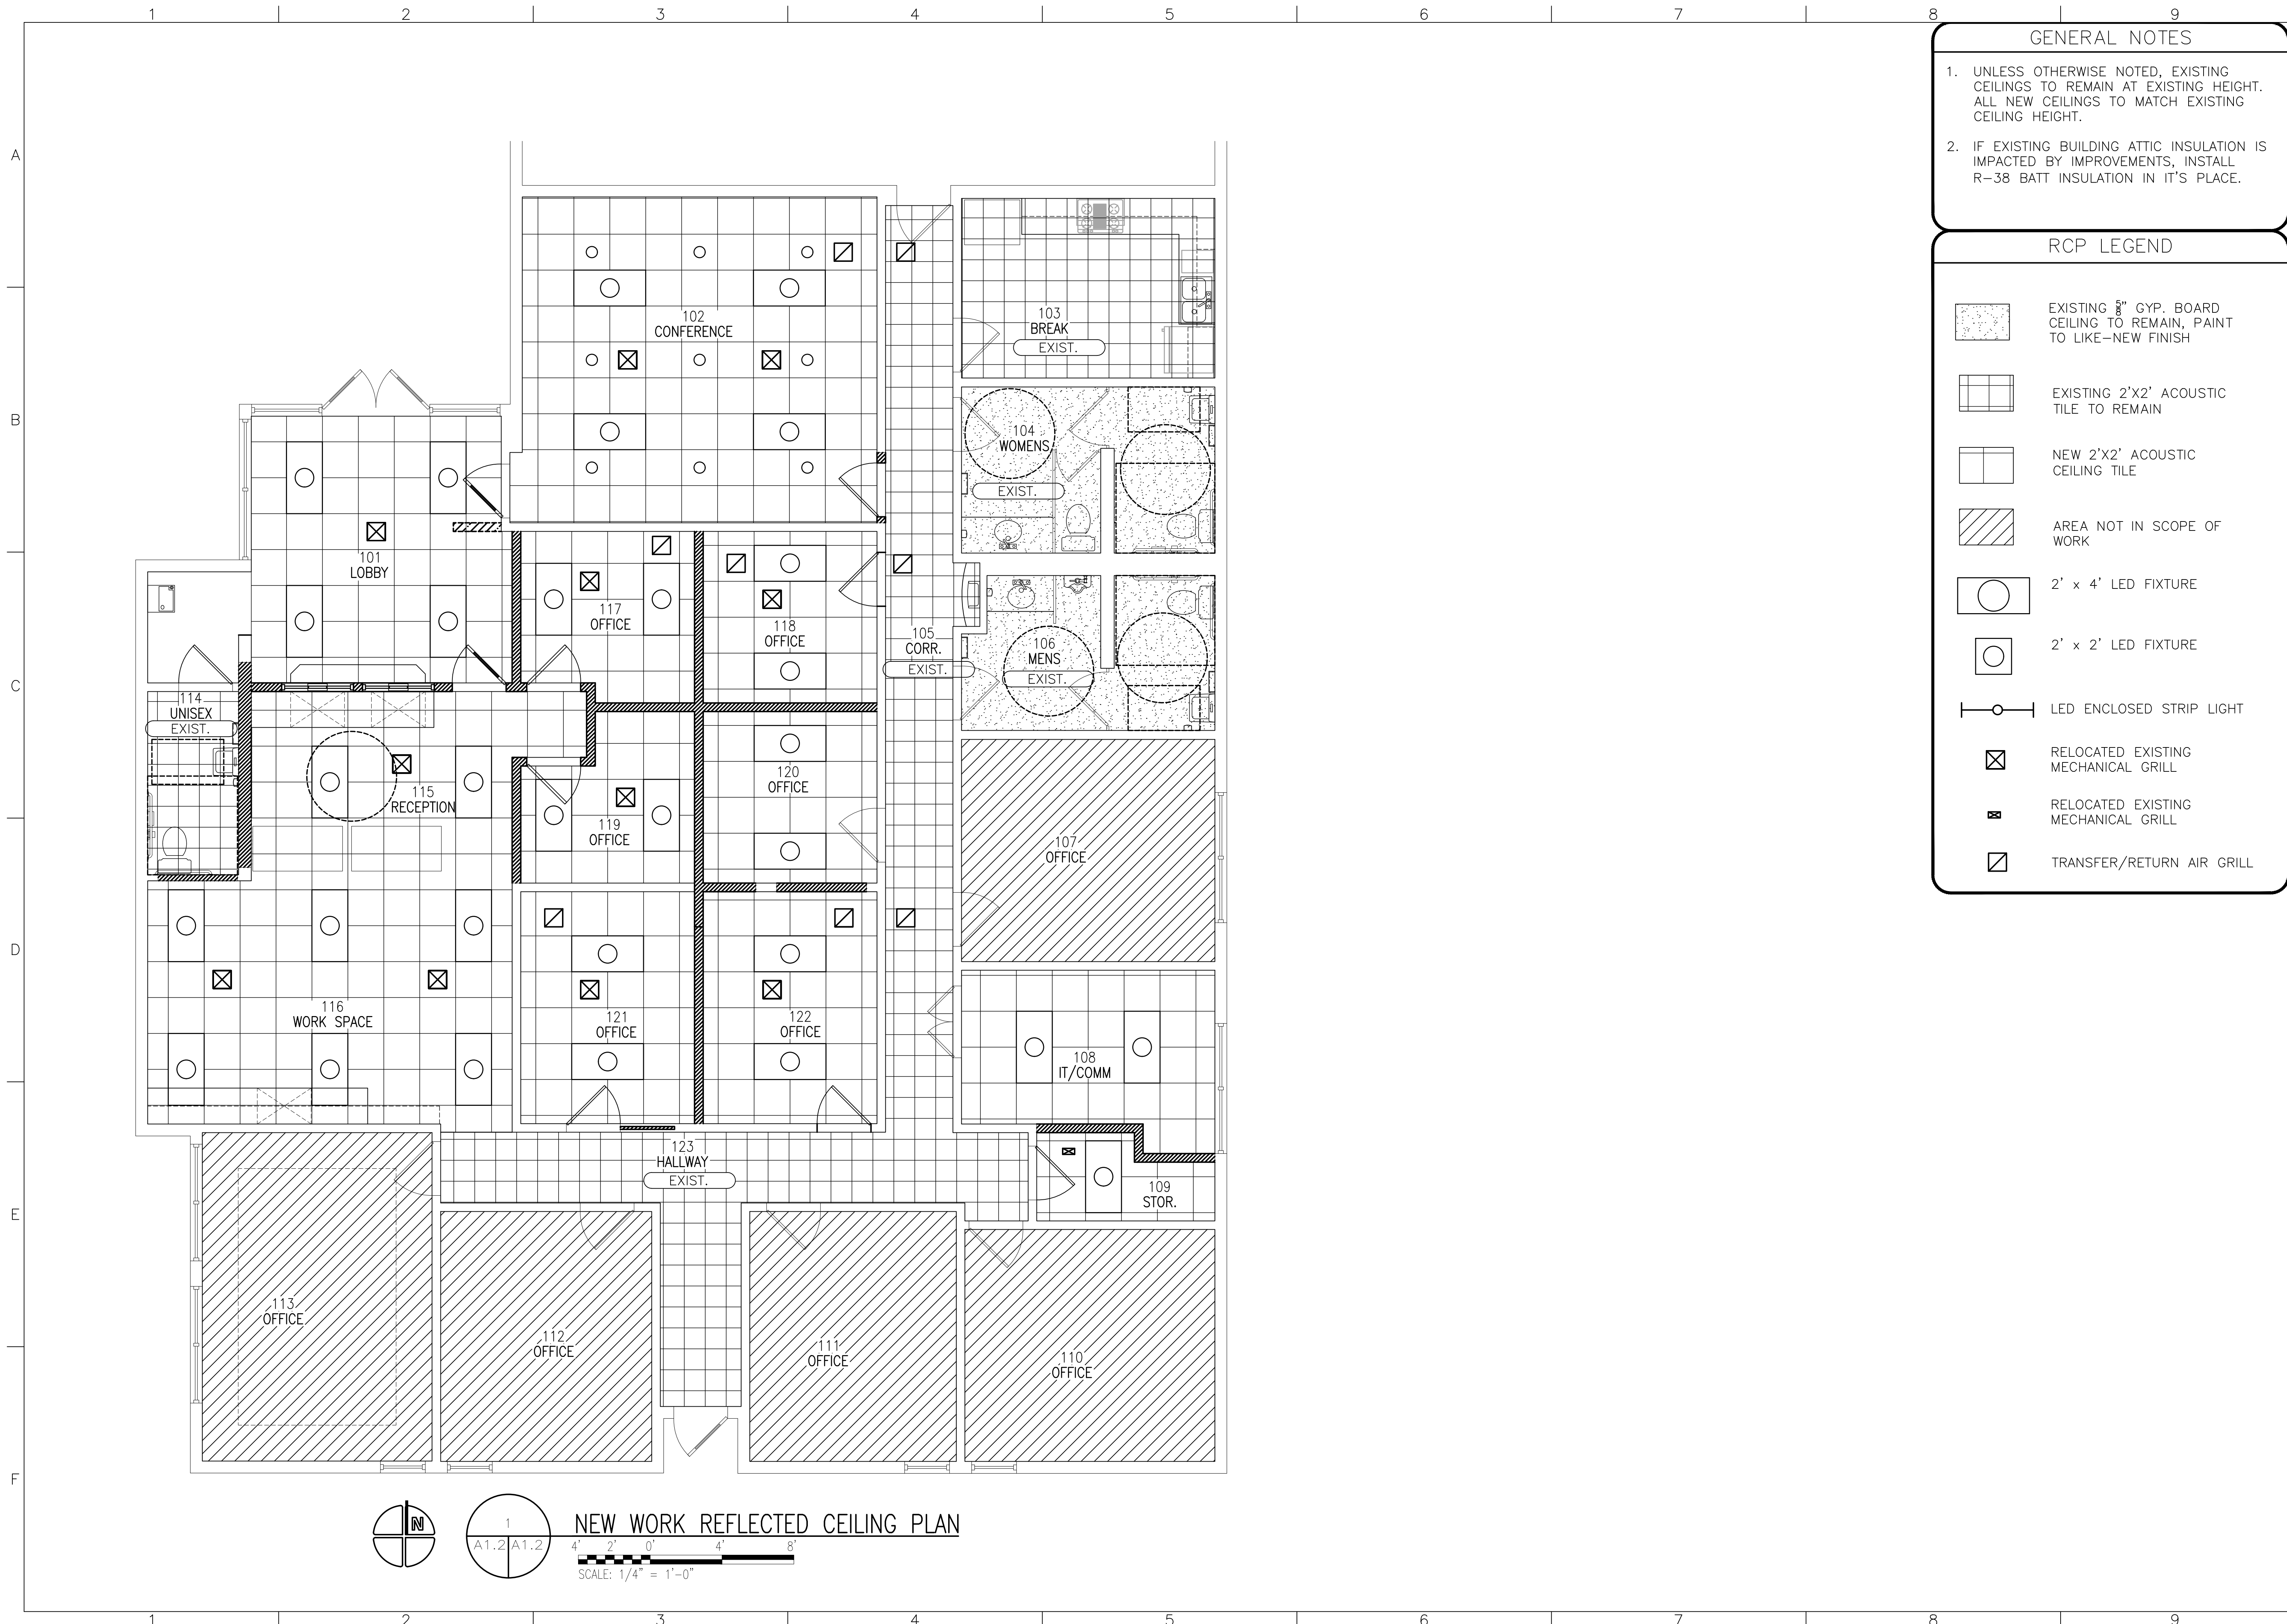 1 2 3 4 5 6 7 8 9
GENERAL NOTES
1. UNLESS OTHERWISE NOTED, EXISTING
CEILINGS TO REMAIN AT EXISTING HEIGHT.
ALL NEW CEILINGS TO MATCH EXISTING
CEILING HEIGHT.
2. IF EXISTING BUILDING ATTIC INSULATION IS
IMPACTED BY IMPROVEMENTS, INSTALL
R-38 BATT INSULATION IN IT'S PLACE.
RCP LEGEND
EXISTING 5/8" GYP. BOARD
CEILING TO REMAIN, PAINT
TO LIKE-NEW FINISH
EXISTING 2'X2' ACOUSTIC
TILE TO REMAIN
NEW 2'X2' ACOUSTIC
CEILING TILE
AREA NOT IN SCOPE OF
WORK
2' x 4' LED FIXTURE
2' x 2' LED FIXTURE
LED ENCLOSED STRIP LIGHT
RELOCATED EXISTING
MECHANICAL GRILL
RELOCATED EXISTING
MECHANICAL GRILL
TRANSFER/RETURN AIR GRILL
A
B
C
D
E
F
102
CONFERENCE
103
BREAK
EXIST.
104
WOMENS
EXIST.
101
LOBBY
117
OFFICE
118
OFFICE
105
CORR.
EXIST.
106
MENS
EXIST.
114
UNISEX
EXIST.
115
RECEPTION
120
OFFICE
119
OFFICE
107
OFFICE
116
WORK SPACE
121
OFFICE
122
OFFICE
108
IT/COMM
123
HALLWAY
EXIST.
109
STOR.
113
OFFICE
112
OFFICE
111
OFFICE
110
OFFICE
N
1
A1.2 A1.2
NEW WORK REFLECTED CEILING PLAN
4' 2' 0' 4' 8'
SCALE: 1/4" = 1'-0"
1 2 3 4 5 6 7 8 9